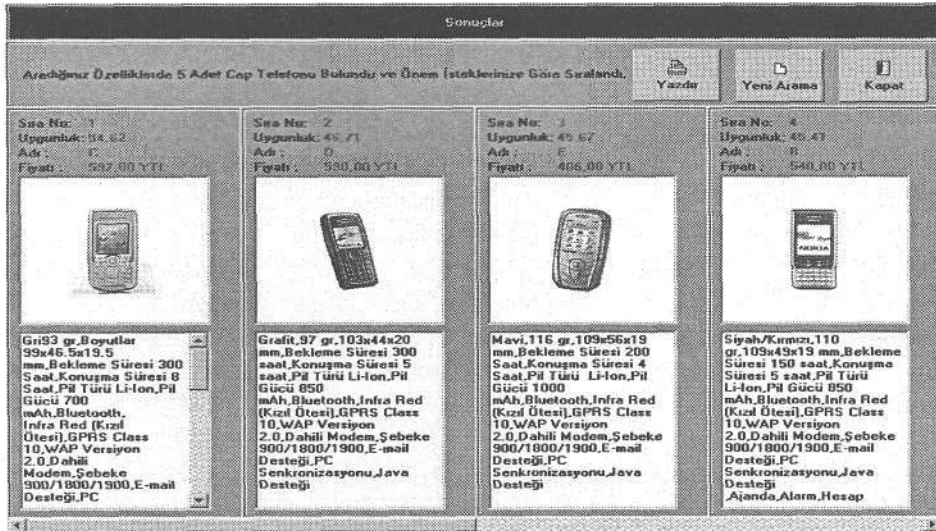 Sonuçlar
Aradığınız Özelliklerde 5 Adet Cep Telefonu Bulundu ve Önem İsteklerinize Göre Sıralandı.
Yazdır
Yeni Arama
Kapat
Sıra No: 1
Uygunluk: 54,62
Adı : C
Fiyatı : 592,00 YTL
Gri93 gr,Boyutlar
99x46.5x19.5
mm,Bekleme Süresi 300
Saat,Konuşma Süresi 8
Saat,Pil Türü Li-Ion,Pil
Gücü 700
mAh,Bluetooth,
Infra Red (Kızıl
Ötesi),GPRS Class
10,WAP Versiyon
2.0,Dahili
Modem,Şebeke
900/1800/1900,E-mail
Desteği,PC
Sıra No: 2
Uygunluk:
Adı : D
Fiyatı : 590,00 YTL
Grafit,97 gr,103x44x20
mm,Bekleme Süresi 300
saat,Konuşma Süresi 5
saat,Pil Türü Li-Ion,Pil
Gücü 850
mAh,Bluetooth,Infra Red
(Kızıl Ötesi),GPRS Class
10,WAP Versiyon
2.0,Dahili Modem,Şebeke
900/1800/1900,E-mail
Desteği,PC
Senkronizasyonu,Java
Desteği
Sıra No: 3
Uygunluk: 45,67
Adı : E
Fiyatı : 406,00 YTL
Mavi,116 gr,109x56x19
mm,Bekleme Süresi 200
saat,Konuşma Süresi 4
Saat,Pil Türü Li-Ion,Pil
Gücü 1000
mAh,Bluetooth,Infra Red
(Kızıl Ötesi),GPRS Class
10,WAP Versiyon
2.0,Dahili Modem,Şebeke
900/1800/1900,E-mail
Desteği,PC
Senkronizasyonu,Java
Desteği
Sıra No: 4
Uygunluk:
Adı : B
Fiyatı : 540,00 YTL
NOKIA
Siyah/Kırmızı,110
gr,109x49x19 mm,Bekleme
Süresi 150 saat,Konuşma
Süresi 5 saat,Pil Türü
Li-Ion,Pil Gücü 850
mAh,Bluetooth,Infra Red
(Kızıl Ötesi),GPRS Class
10,WAP Versiyon
2.0,Dahili Modem,Şebeke
900/1800/1900,E-mail
Desteği,PC
Senkronizasyonu,Java
Desteği
,Ajanda,Alarm,Hesap